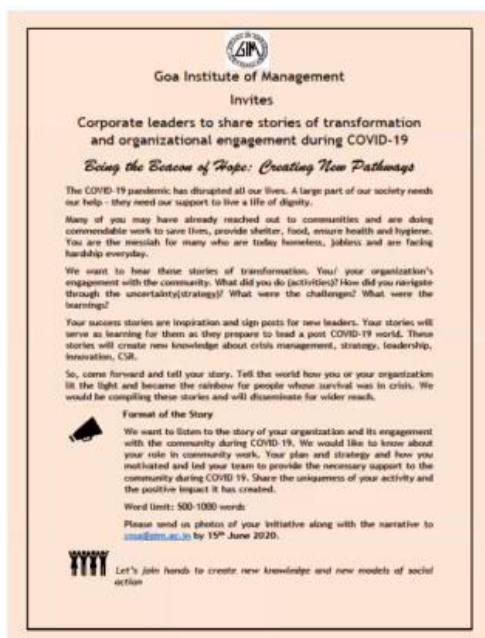 GIM
Goa Institute of Management
Invites
Corporate leaders to share stories of transformation
and organizational engagement during COVID-19
Being the Beacon of Hope: Creating New Pathways
The COVID-19 pandemic has disrupted all our lives. A large part of our society needs
our help - they need our support to live a life of dignity.
Many of you may have already reached out to communities and are doing
commendable work to save lives, provide shelter, food, ensure health and hygiene.
You are the messiah for many who are today homeless, jobless and are facing
hardship everyday.
We want to hear those stories of transformation. You/ your organization's
engagement with the community. What did you do (activities)? How did you navigate
through the uncertainty(strategy)? What were the challenges? What were the
learnings?
Your success stories are inspiration and sign posts for new leaders. Your stories will
serve as learning for them as they prepare to lead a post COVID-19 world. These
stories will create new knowledge about crisis management, strategy, leadership,
innovation, CSR.
So, come forward and tell your story. Tell the world how you or your organization
lit the light and became the rainbow for people whose survival was in crisis. We
would be compiling these stories and will disseminate for wider reach.
Format of the Story
We want to listen to the story of your organization and its engagement
with the community during COVID-19. We would like to know about
your role in community work. Your plan and strategy and how you
motivated and led your team to provide the necessary support to the
community during COVID 19. Share the uniqueness of your activity and
the positive impact it has created.
Word limit: 500-1000 words
Please send us photos of your initiative along with the narrative to
by 15th June 2020.
Let's join hands to create new knowledge and new models of social
action